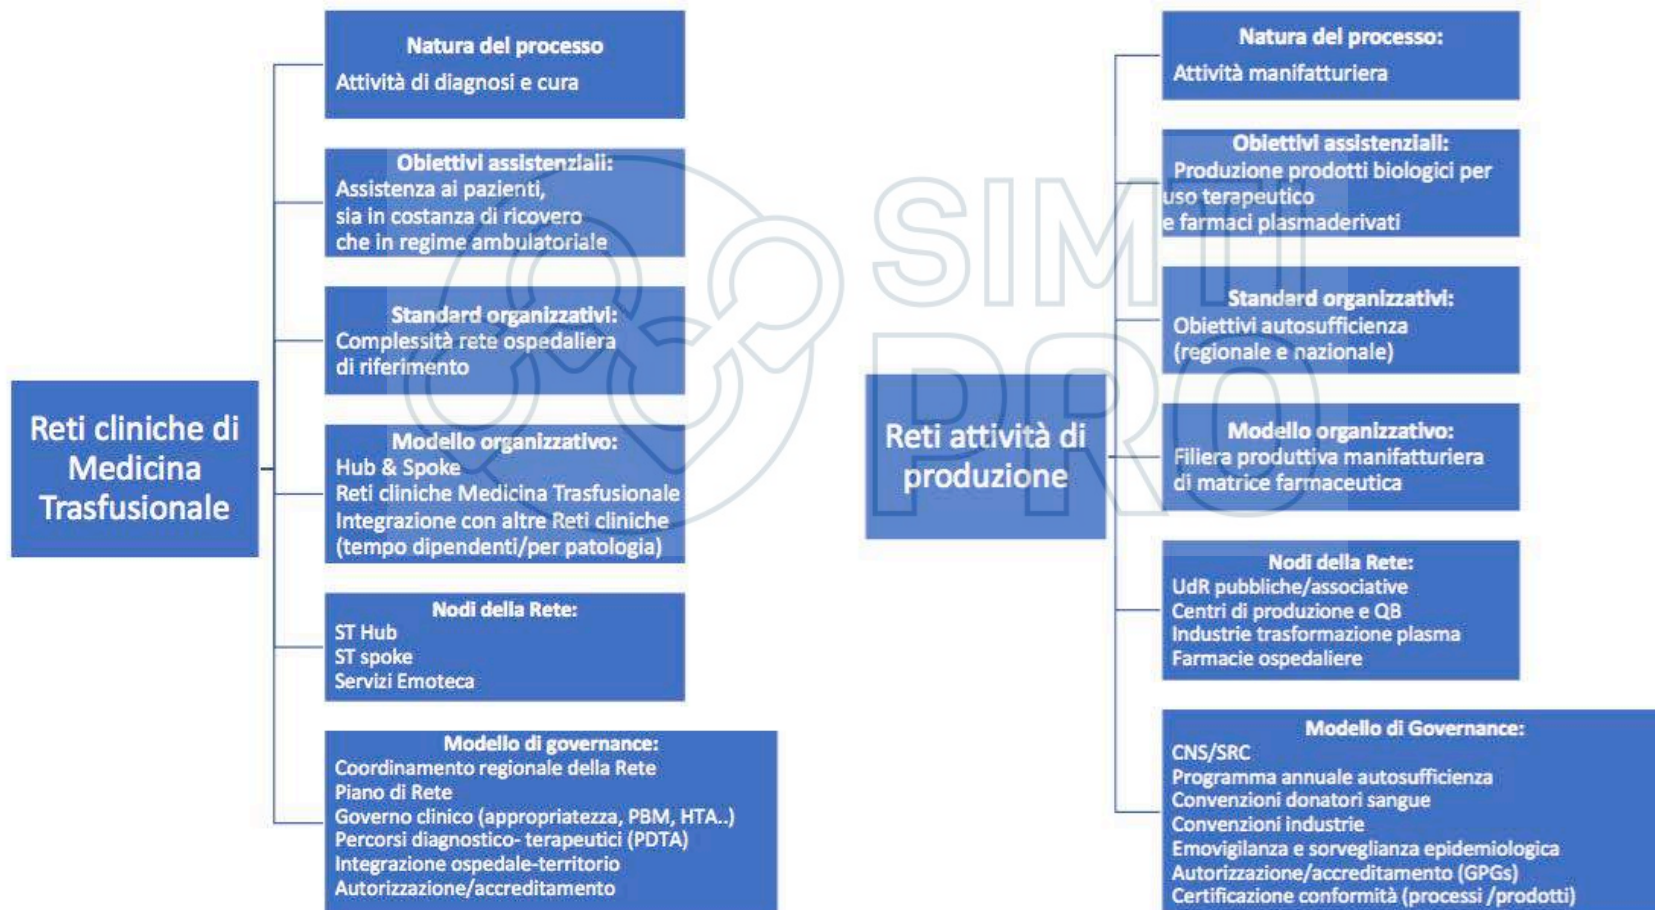 Reti cliniche di
Medicina
Trasfusionale
Natura del processo
Attività di diagnosi e cura
Obiettivi assistenziali:
Assistenza ai pazienti,
sia in costanza di ricovero
che in regime ambulatoriale
Standard organizzativi:
Complessità rete ospedaliera
di riferimento
Modello organizzativo:
Hub & Spoke
Reti cliniche Medicina Trasfusionale
Integrazione con altre Reti cliniche
(tempo dipendenti/per patologia)
Nodi della Rete:
ST Hub
ST spoke
Servizi Emoteca
Modello di governance:
Coordinamento regionale della Rete
Piano di Rete
Governo clinico (appropriatezza, PBM, HTA..)
Percorsi diagnostico- terapeutici (PDTA)
Integrazione ospedale-territorio
Autorizzazione/accreditamento
Reti attività di
produzione
Natura del processo:
Attività manifatturiera
Obiettivi assistenziali:
Produzione prodotti biologici per
uso terapeutico
e farmaci plasmaderivati
Standard organizzativi:
Obiettivi autosufficienza
(regionale e nazionale)
Modello organizzativo:
Filiera produttiva manifatturiera
di matrice farmaceutica
Nodi della Rete:
UdR pubbliche/associative
Centri di produzione e QB
Industrie trasformazione plasma
Farmacie ospedaliere
Modello di Governance:
CNS/SRC
Programma annuale autosufficienza
Convenzioni donatori sangue
Convenzioni industrie
Emovigilanza e sorveglianza epidemiologica
Autorizzazione/accreditamento (GPGs)
Certificazione conformità (processi /prodotti)
SIMTI
PRO